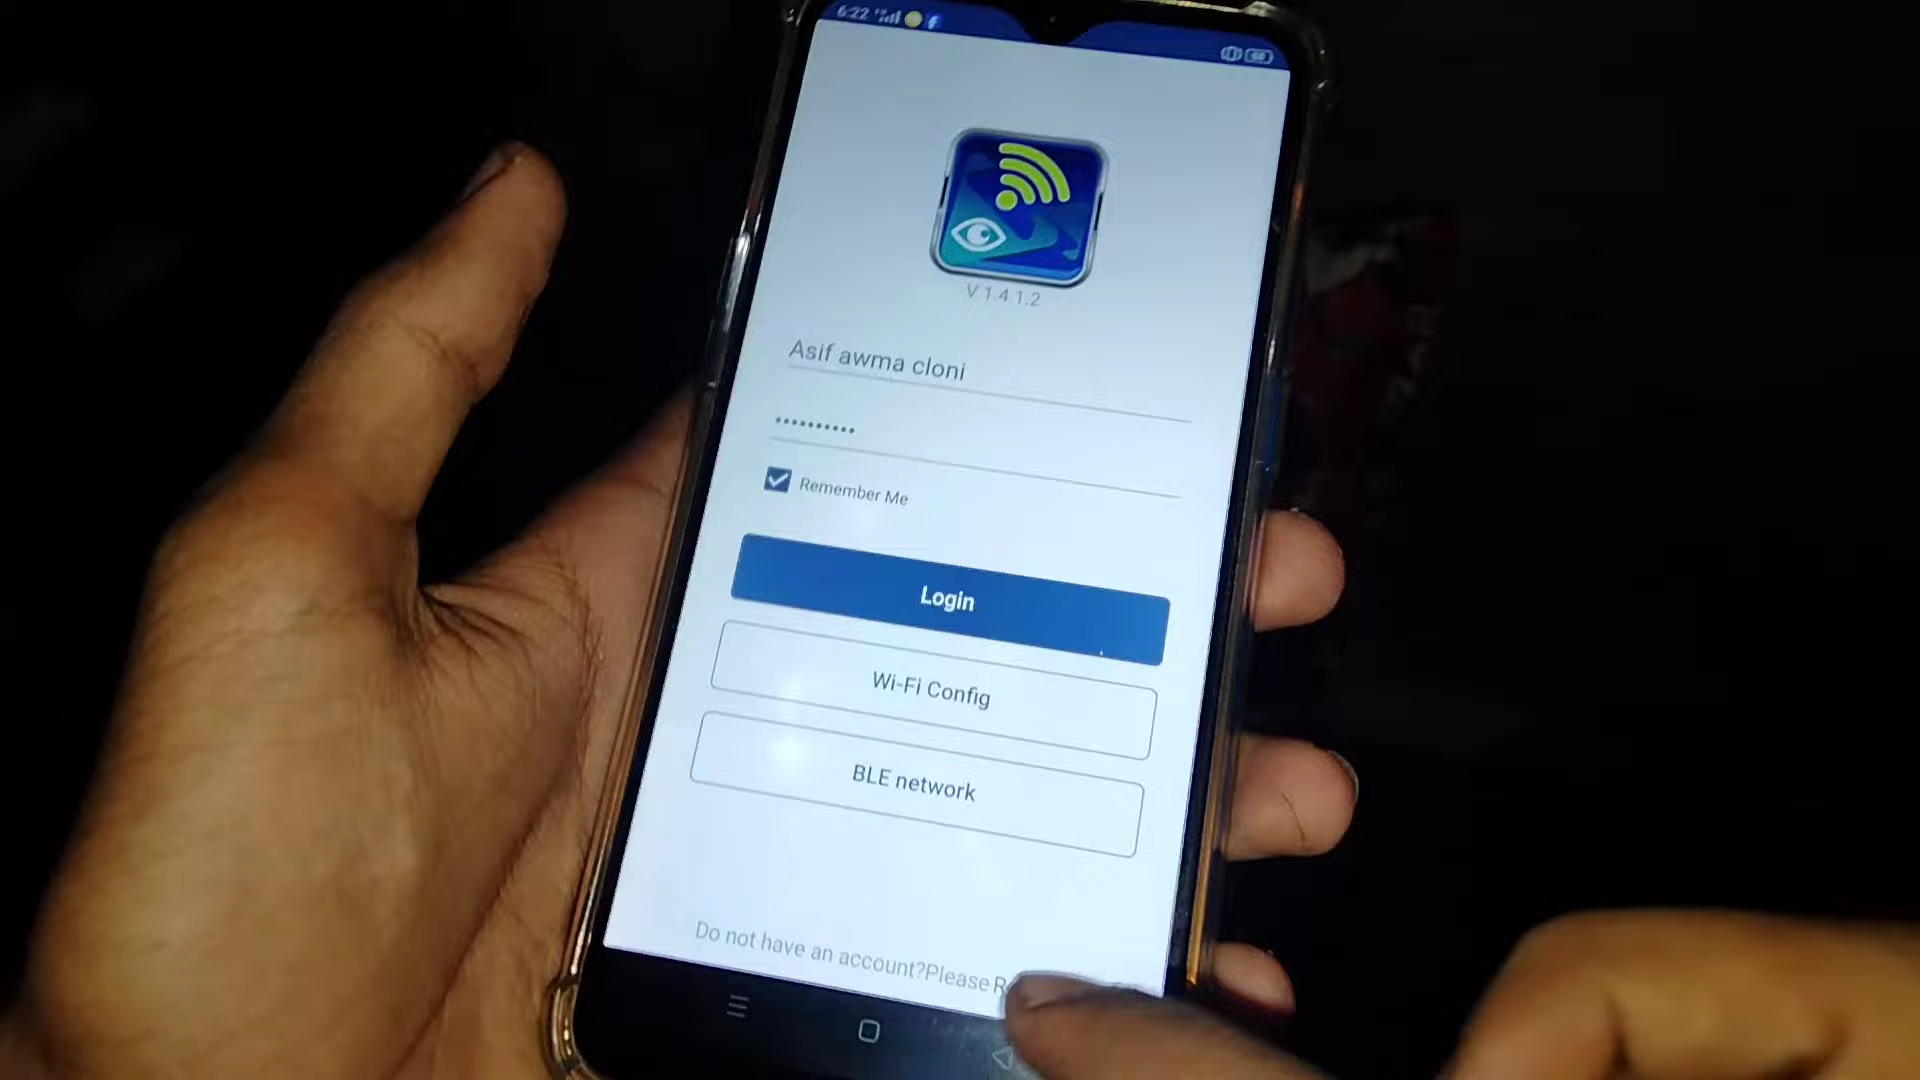 6:22
V 1.4 1.2
Asif awma cloni
••••••••••
Remember Me
Login
Wi-Fi Config
BLE network
Do not have an account?Please R